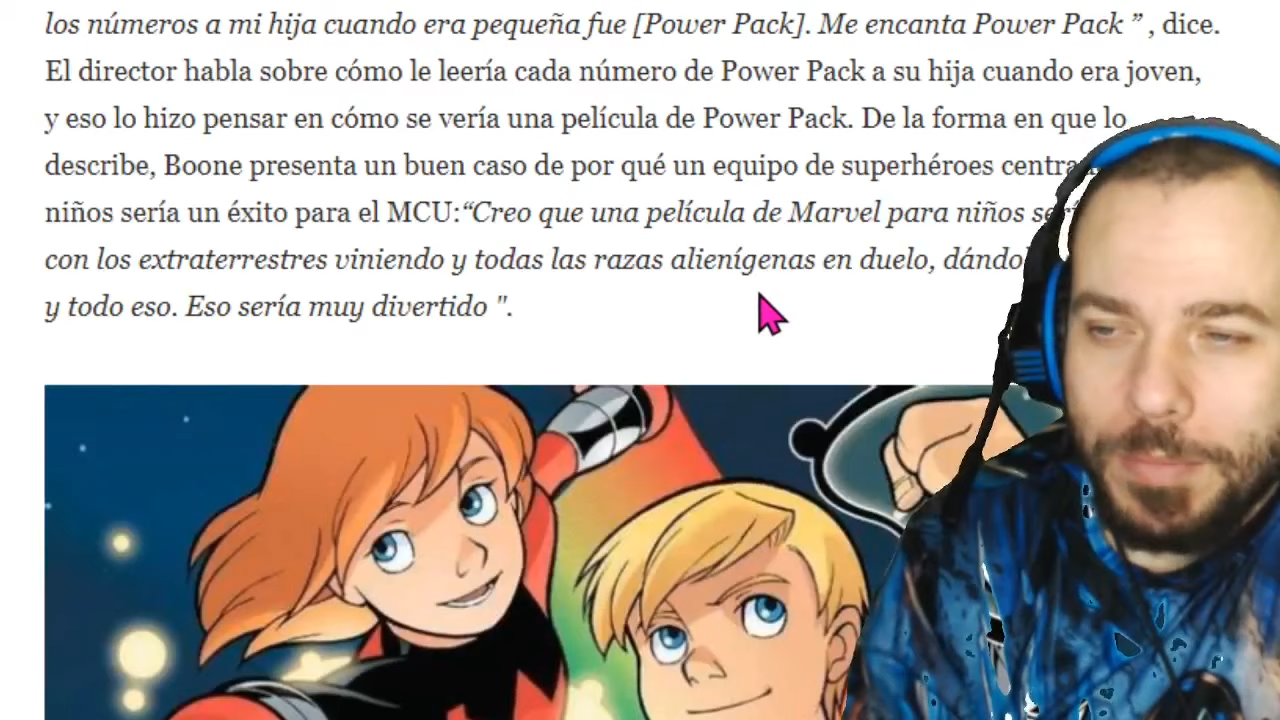 los números a mi hija cuando era pequeña fue [Power Pack]. Me encanta Power Pack ” , dice.
El director habla sobre cómo le leería cada número de Power Pack a su hija cuando era joven,
y eso lo hizo pensar en cómo se vería una película de Power Pack. De la forma en que lo
describe, Boone presenta un buen caso de por qué un equipo de superhéroes
niños sería un éxito para el MCU:“Creo que una película de Marvel para niños
con los extraterrestres viniendo y todas las razas alienígenas en duelo,
y todo eso. Eso sería muy divertido ".